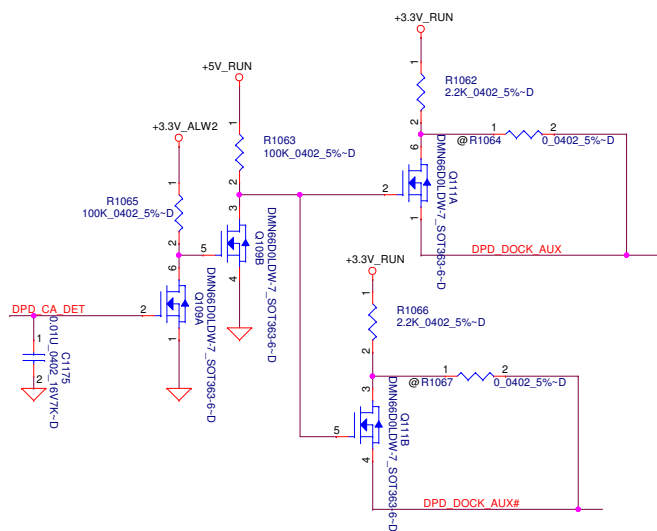 +3.3V_RUN
+5V_RUN
1
R1062
2.2K_0402_5%~D
2
+3.3V_ALW2
1
R1063
100K_0402_5%~D
2
@R1064
1
2
0_0402_5%~D
6
2
1
Q111A
DMN66D0LDW-7_SOT363-6~D
DPD_DOCK_AUX
1
R1065
100K_0402_5%~D
2
3
5
4
Q109B
DMN66D0LDW-7_SOT363-6~D
6
2
1
Q109A
DMN66D0LDW-7_SOT363-6~D
DPD_CA_DET
1
2
C1175
0.01U_0402_16V7K~D
+3.3V_RUN
1
R1066
2.2K_0402_5%~D
2
@R1067
1
2
0_0402_5%~D
3
5
4
Q111B
DMN66D0LDW-7_SOT363-6~D
DPD_DOCK_AUX#